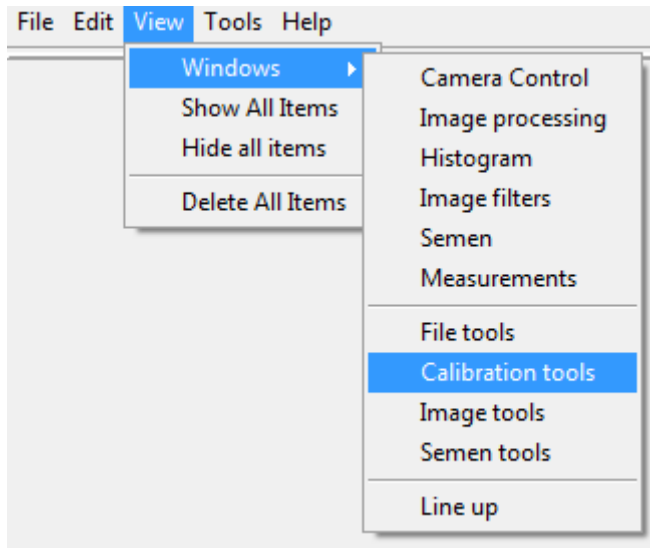 File Edit View Tools Help
Windows
Show All Items
Hide all items
Delete All Items
Camera Control
Image processing
Histogram
Image filters
Semen
Measurements
File tools
Calibration tools
Image tools
Semen tools
Line up